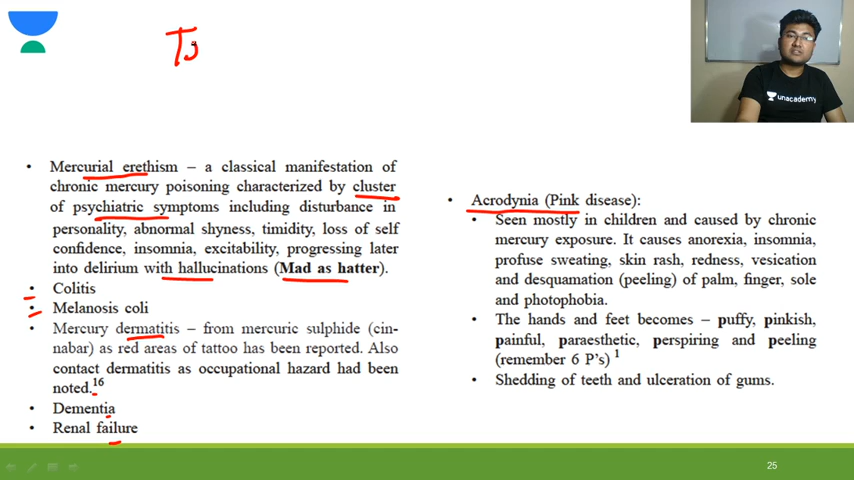 unacademy
• Mercurial erethism – a classical manifestation of
chronic mercury poisoning characterized by cluster
of psychiatric symptoms including disturbance in
personality, abnormal shyness, timidity, loss of self
confidence, insomnia, excitability, progressing later
into delirium with hallucinations (Mad as hatter).
• Colitis
• Melanosis coli
• Mercury dermatitis – from mercuric sulphide (cin-
nabar) as red areas of tattoo has been reported. Also
contact dermatitis as occupational hazard had been
noted.16
• Dementia
• Renal failure
• Acrodynia (Pink disease):
• Seen mostly in children and caused by chronic
mercury exposure. It causes anorexia, insomnia,
profuse sweating, skin rash, redness, vesication
and desquamation (peeling) of palm, finger, sole
and photophobia.
• The hands and feet becomes – puffy, pinkish,
painful, paraesthetic, perspiring and peeling
(remember 6 P's) 1
• Shedding of teeth and ulceration of gums.
25